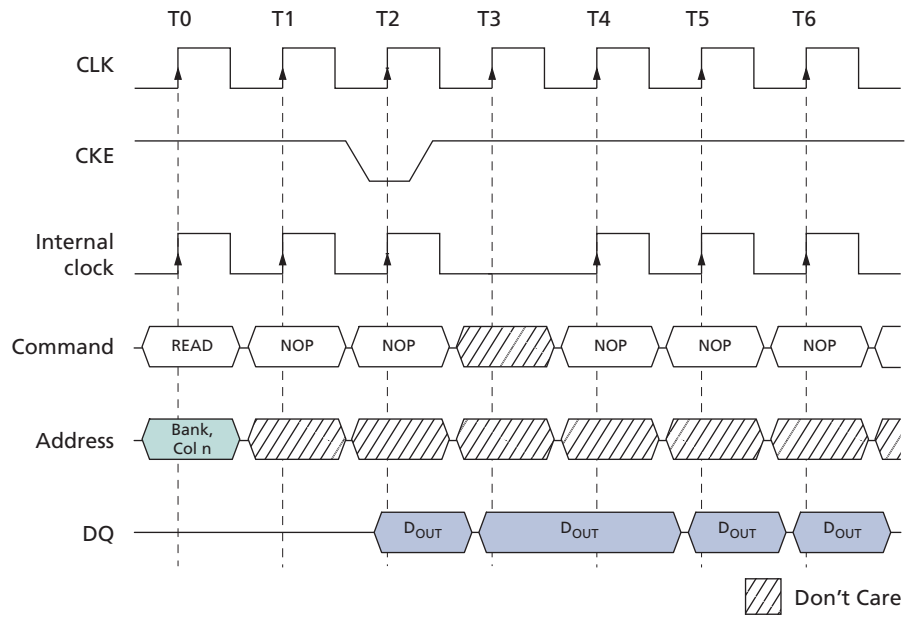 T0 T1 T2 T3 T4 T5 T6
CLK
CKE
Internal
clock
Command READ NOP NOP NOP NOP NOP
Address Bank,
Col n
DQ DOUT DOUT DOUT DOUT
Don't Care